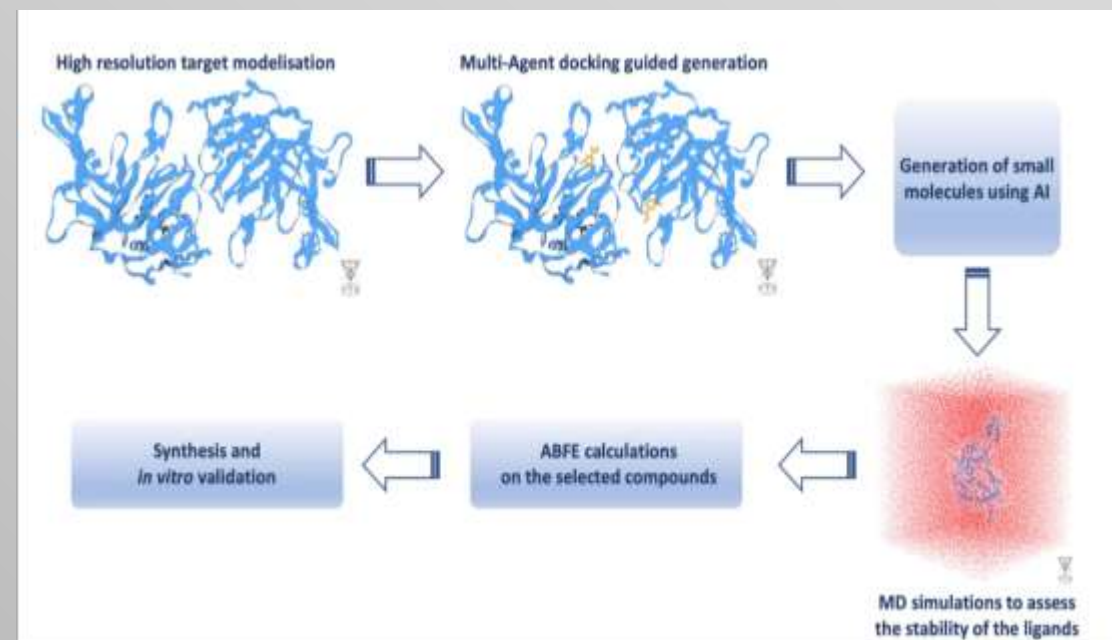 High resolution target modelisation
Multi-Agent docking guided generation
Generation of small
molecules using AI
MD simulations to assess
the stability of the ligands
ABFE calculations
on the selected compounds
Synthesis and
in vitro validation